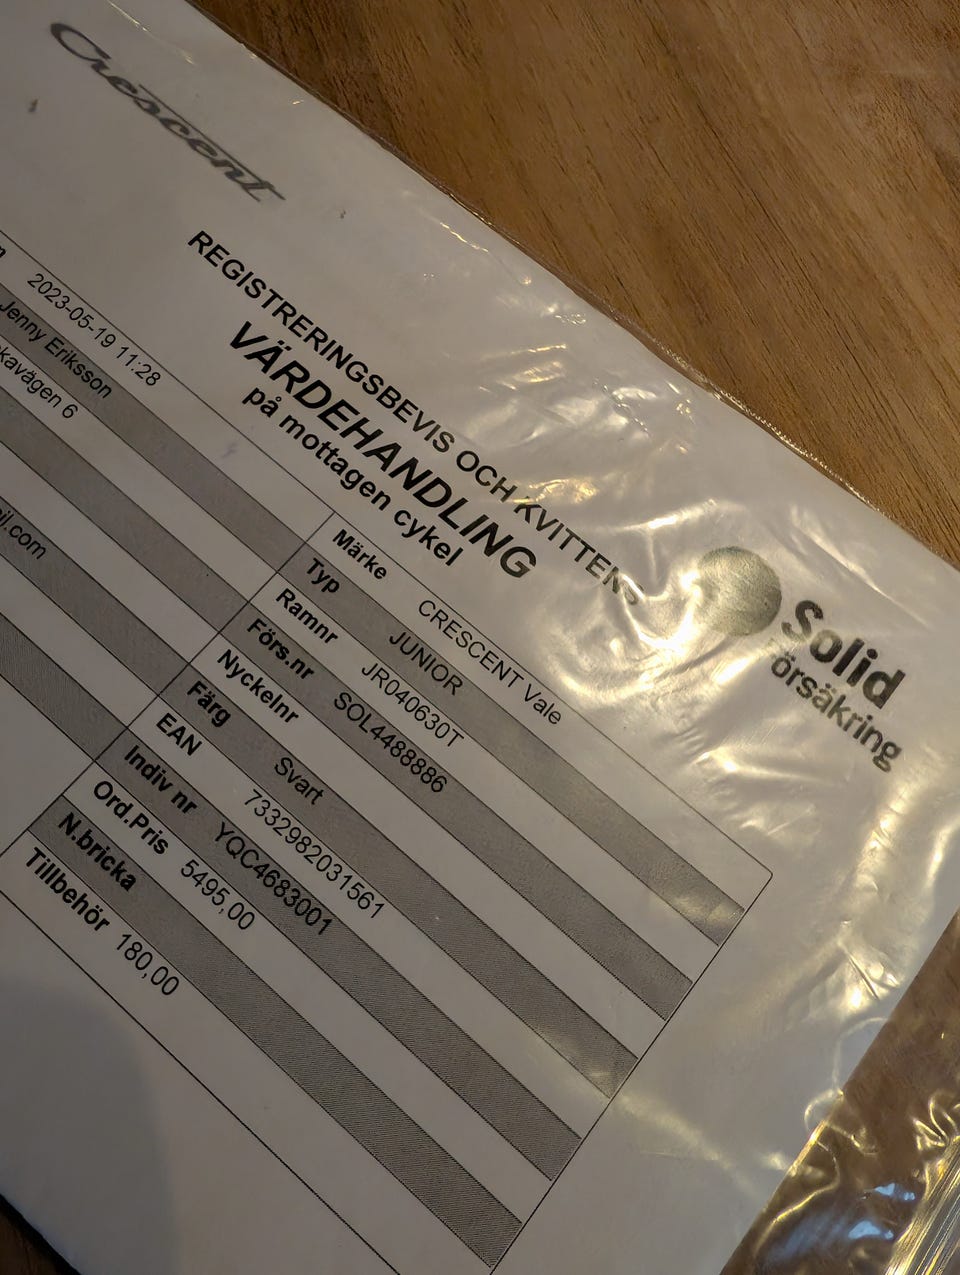 Crescent
REGISTRERINGSBEVIS OCH KVITTENS
VÄRDEHANDLING
på mottagen cykel
Solid
örsäkring
2023-05-19 11:28
Jenny Eriksson
kavägen 6
il.com
Märke CRESCENT Vale
Typ JUNIOR
Ramnr JR040630T
Förs.nr SOL4488886
Nyckelnr
Färg Svart
EAN 7332982031561
Indiv nr YQC4683001
Ord.Pris 5495,00
N.bricka
Tillbehör 180,00